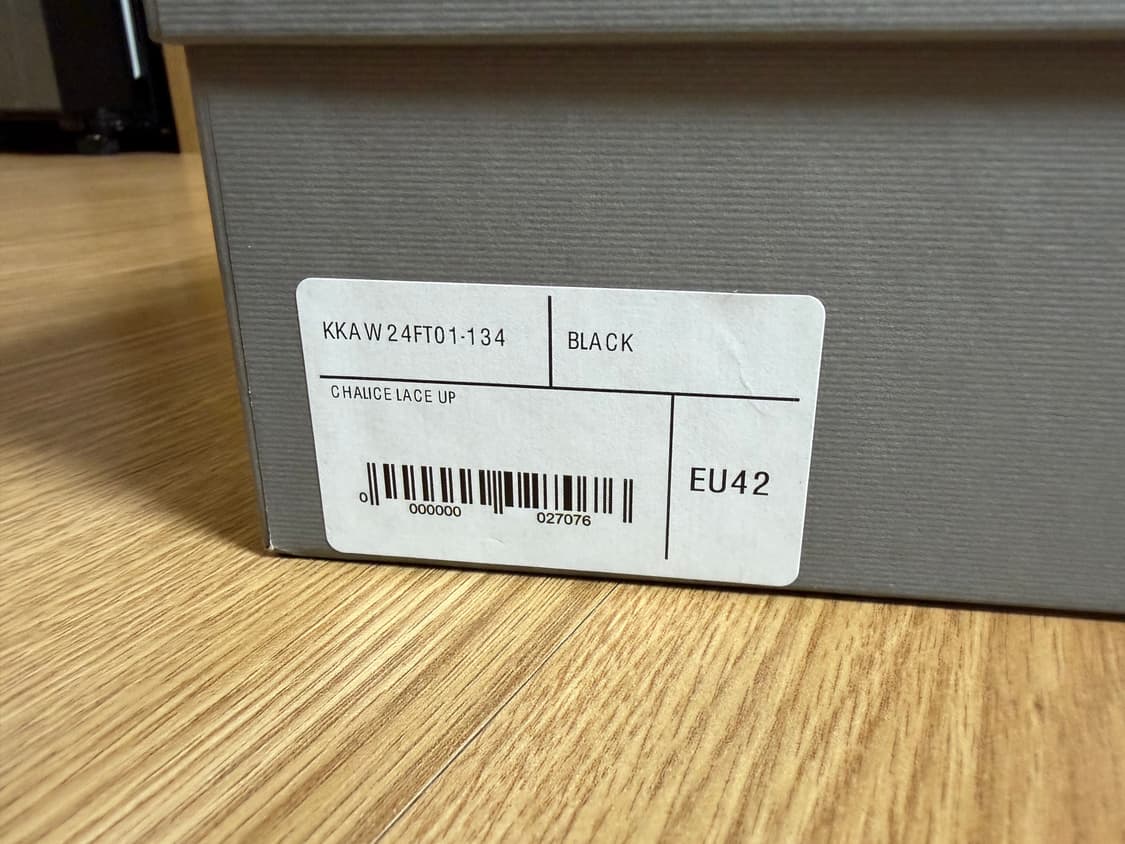 KKAW24FT01-134
BLACK
CHALICE LACE UP
EU42
0 000000 027076